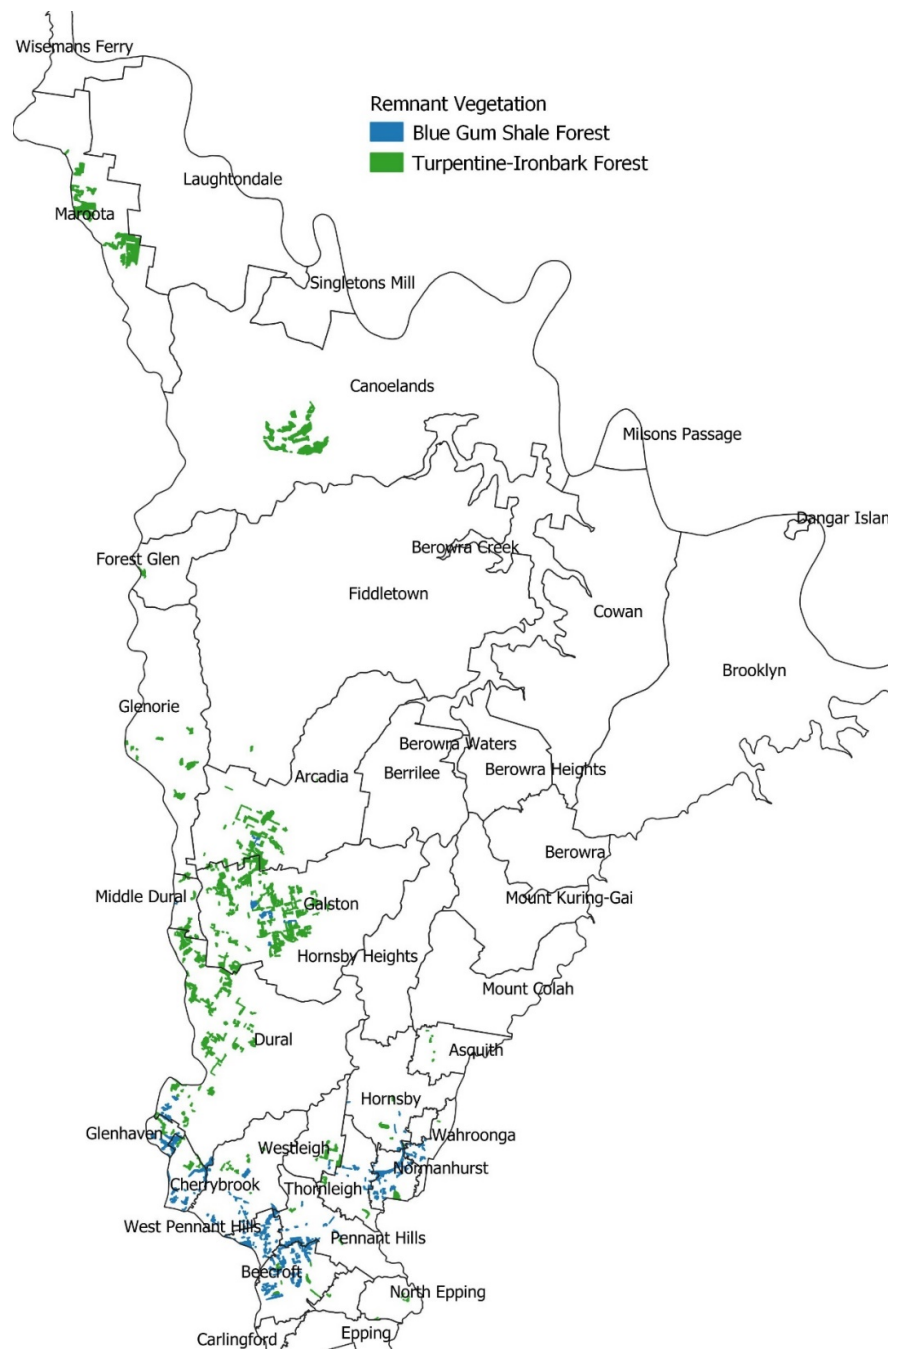 Wisemans Ferry
Remnant Vegetation
Blue Gum Shale Forest
Turpentine-Ironbark Forest
Laughtondale
Maroota
Singletons Mill
Canoelands
Milsons Passage
Dangar Islan
Berowra Creek
Forest Glen
Fiddletown
Cowan
Brooklyn
Glenorie
Berowra Waters
Berowra Heights
Arcadia
Berrilee
Berowra
Middle Dural
Mount Kuring-Gai
Galston
Hornsby Heights
Mount Colah
Dural
Asquith
Hornsby
Glenhaven
Wahroonga
Westleigh
Normanhurst
Cherrybrook
Thornleigh
West Pennant Hills
Pennant Hills
Beecroft
North Epping
Carlingford
Epping